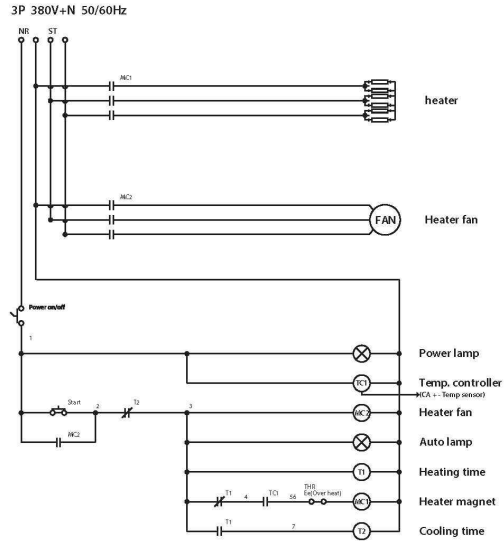 3P 380V+N 50/60Hz
NR ST
MC1
heater
MC2
FAN
Heater fan
Power on/off
1
Power lamp
TC1
Temp. controller
(CA + - Temp sensor)
Start
2
T2
3
MC2
Heater fan
MC2
Auto lamp
T1
Heating time
T1
4
TC1
56
THR
Ee(Over heat)
MC1
Heater magnet
T1
7
T2
Cooling time